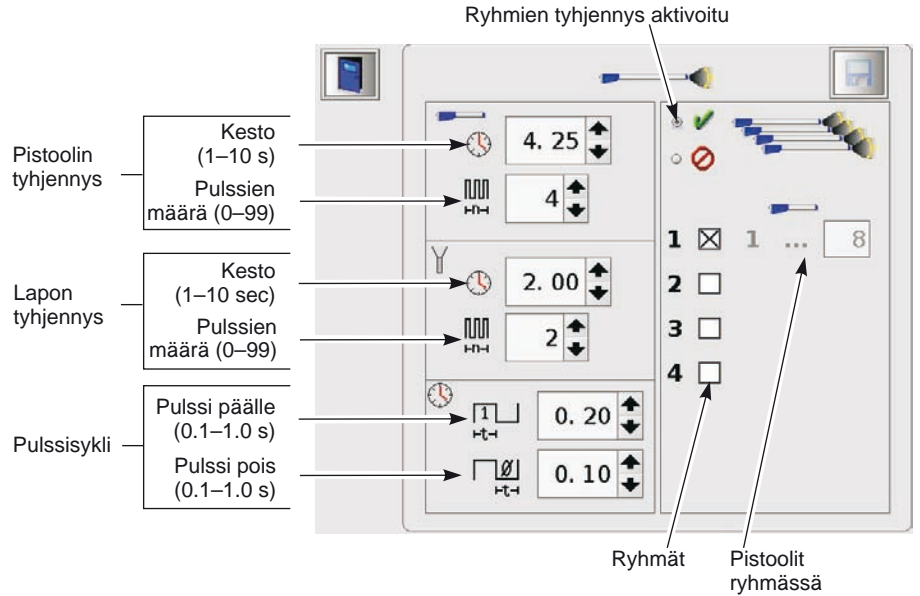 Ryhmien tyhjennys aktivoitu
Pistoolin
tyhjennys
Kesto
(1–10 s)
Pulssien
määrä (0–99)
4. 25
n
4
Lapon
tyhjennys
Kesto
(1–10 sec)
Pulssien
määrä (0–99)
2. 00
n
2
Pulssisykli
Pulssi päälle
(0.1–1.0 s)
Pulssi pois
(0.1–1.0 s)
1
t
0. 20
Ø
t
0. 10
1 1 ... 8
2
3
4
Ryhmät
Pistoolit
ryhmässä